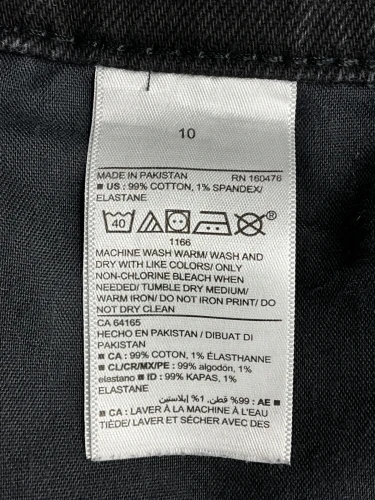 10
MADE IN PAKISTAN RN 160476
■ US : 99% COTTON, 1% SPANDEX/
ELASTANE
40
1166
MACHINE WASH WARM/ WASH AND
DRY WITH LIKE COLORS/ ONLY
NON-CHLORINE BLEACH WHEN
NEEDED/ TUMBLE DRY MEDIUM/
WARM IRON/ DO NOT IRON PRINT/ DO
NOT DRY CLEAN
CA 64165
HECHO EN PAKISTAN / DIBUAT DI
PAKISTAN
■ CA : 99% COTON, 1% ÉLASTHANNE
■ CL/CR/MX/PE : 99% algodón, 1%
elastano ■ ID : 99% KAPAS, 1%
ELASTANE
■ AE : 99% قطن, 1% إيلاستين
■ CA : LAVER À LA MACHINE À L'EAU
TIÈDE/ LAVER ET SÉCHER AVEC DES